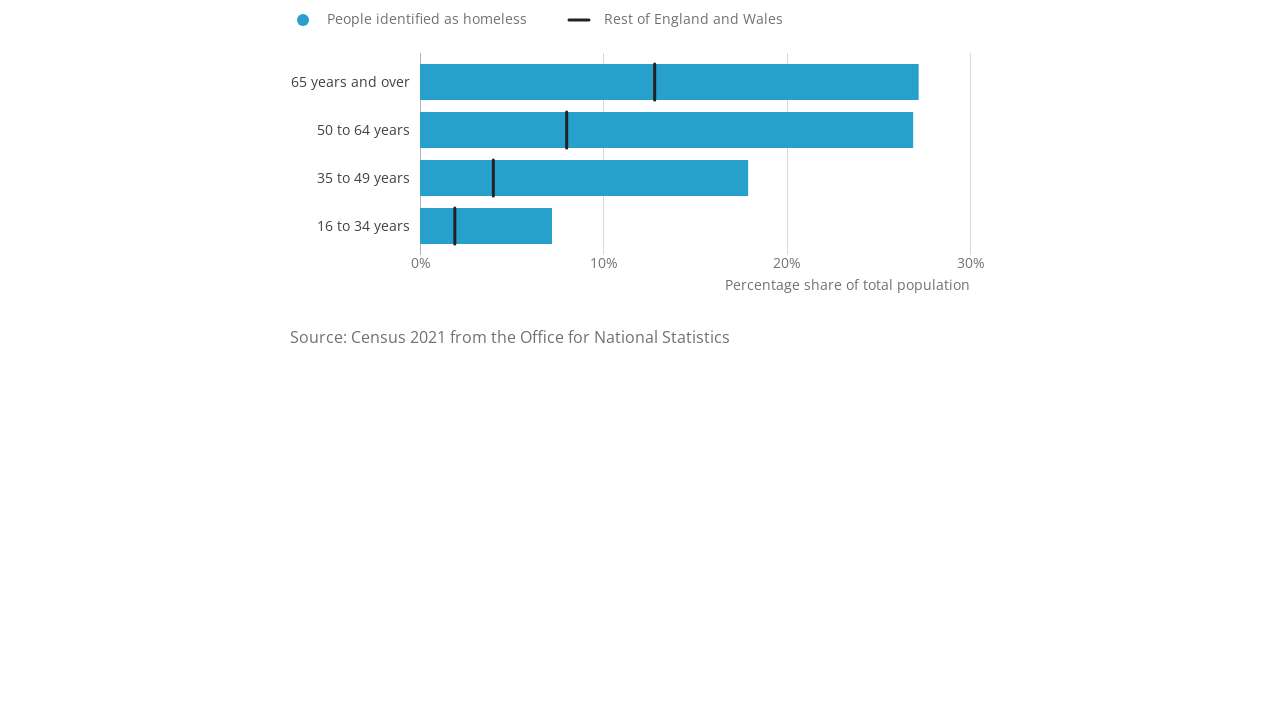 People identified as homeless
Rest of England and Wales
65 years and over
50 to 64 years
35 to 49 years
16 to 34 years
0% 10% 20% 30%
Percentage share of total population
Source: Census 2021 from the Office for National Statistics